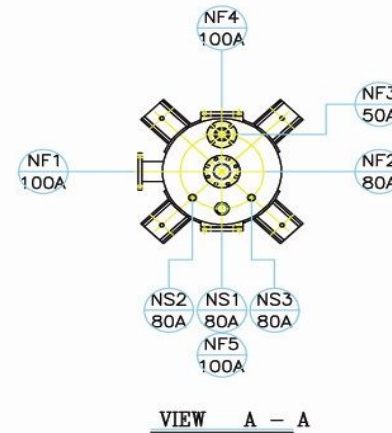 NF4
100A
NF3
50A
NF1
100A
NF2
80A
NS2
80A
NS1
80A
NS3
80A
NF5
100A
VIEW A - A